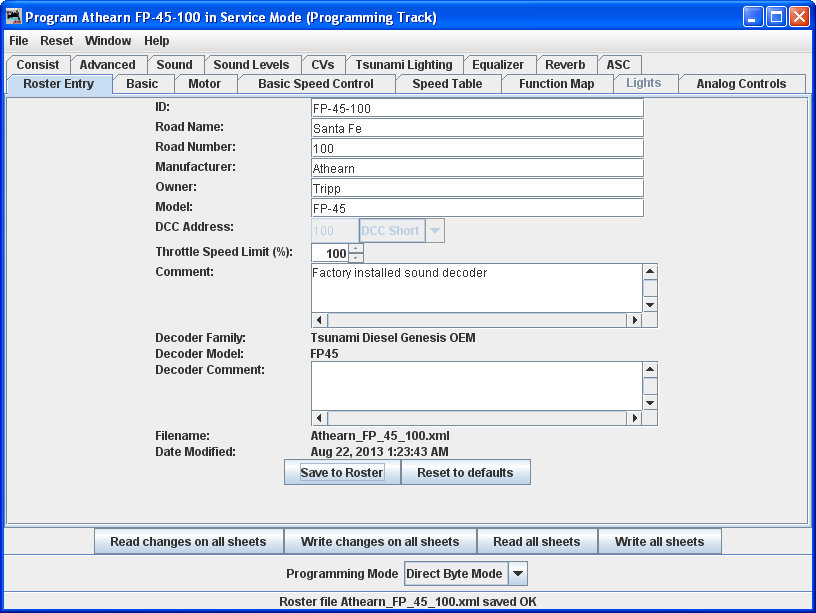 Program Athearn FP-45-100 in Service Mode (Programming Track)
File Reset Window Help
Consist Advanced Sound Sound Levels CVs Tsunami Lighting Equalizer Reverb ASC
Roster Entry Basic Motor Basic Speed Control Speed Table Function Map Lights Analog Controls
ID: FP-45-100
Road Name: Santa Fe
Road Number: 100
Manufacturer: Athearn
Owner: Tripp
Model: FP-45
DCC Address: 100 DCC Short
Throttle Speed Limit (%): 100
Comment: Factory installed sound decoder
Decoder Family: Tsunami Diesel Genesis OEM
Decoder Model: FP45
Decoder Comment:
Filename: Athearn_FP_45_100.xml
Date Modified: Aug 22, 2013 1:23:43 AM
Save to Roster Reset to defaults
Read changes on all sheets Write changes on all sheets Read all sheets Write all sheets
Programming Mode Direct Byte Mode
Roster file Athearn_FP_45_100.xml saved OK